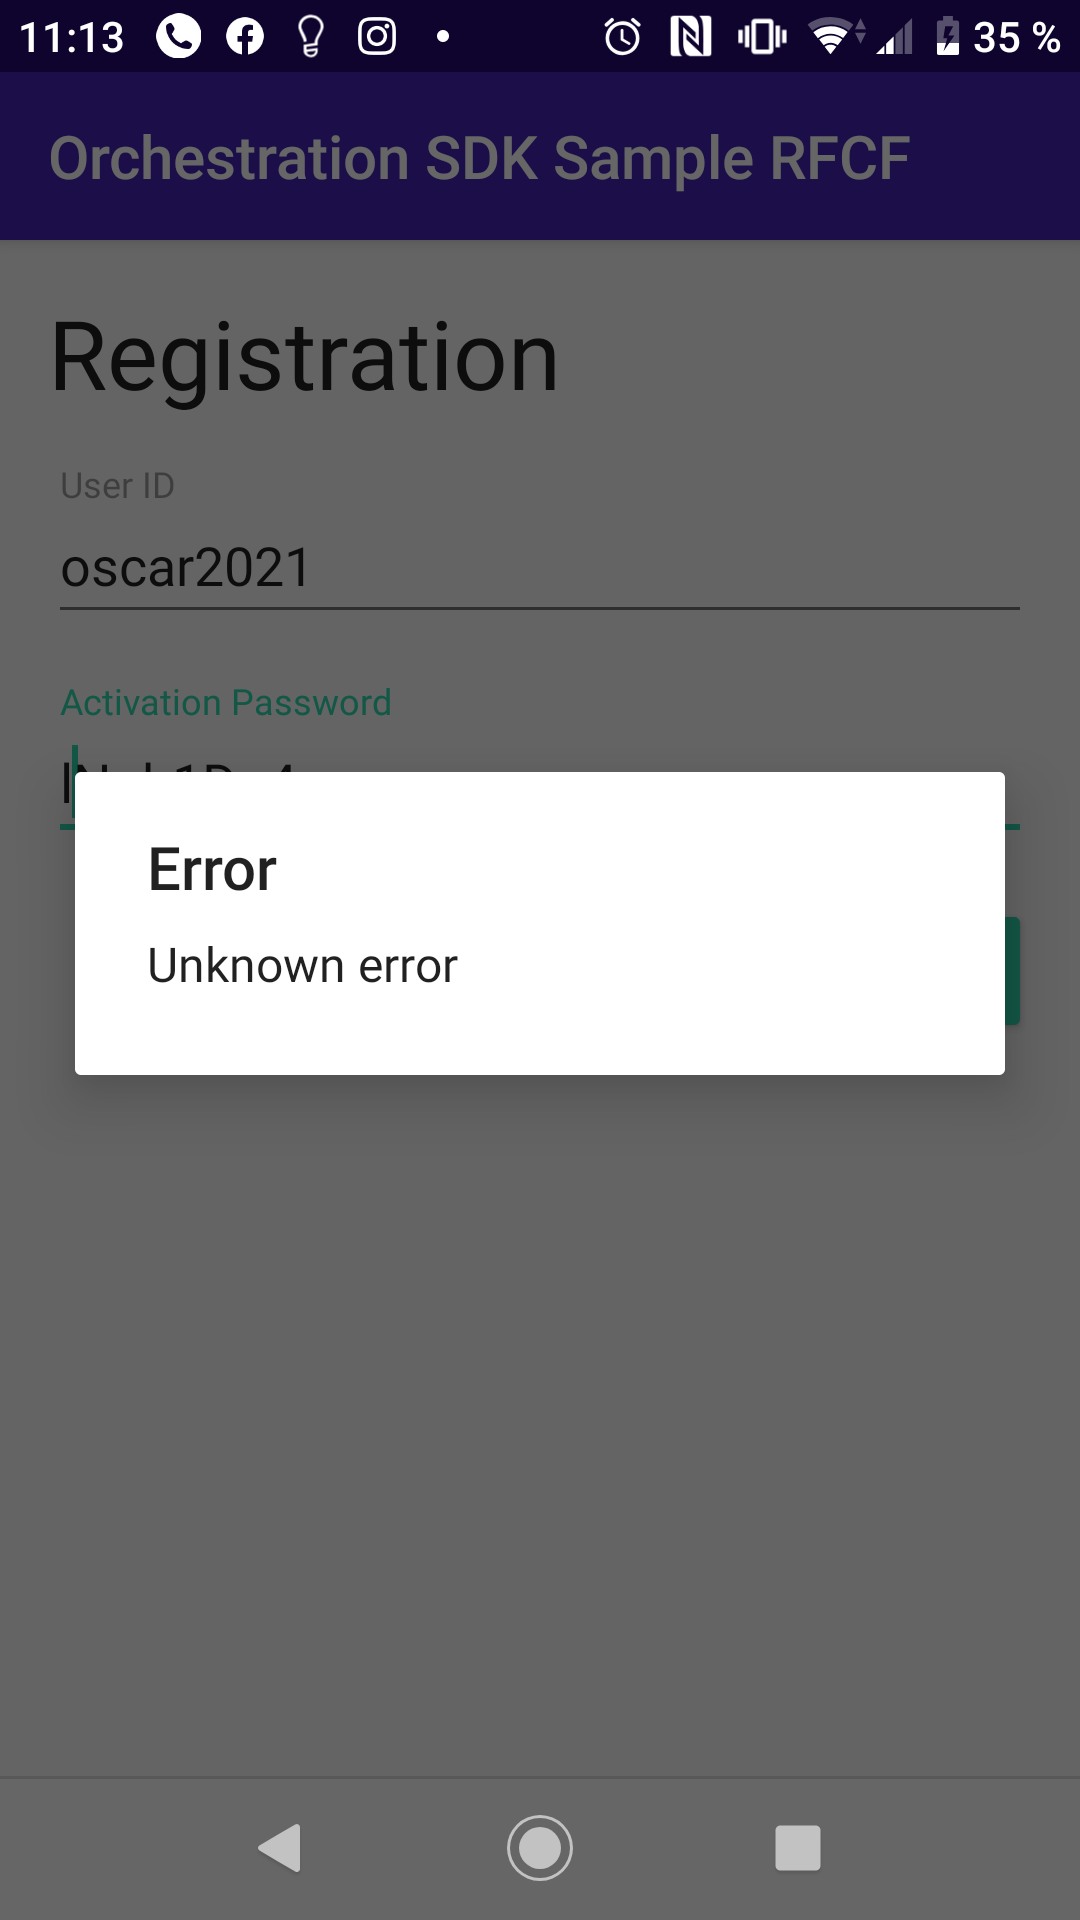 11:13 35 %
Orchestration SDK Sample RFCF
Registration
User ID
oscar2021
Activation Password
Error
Unknown error